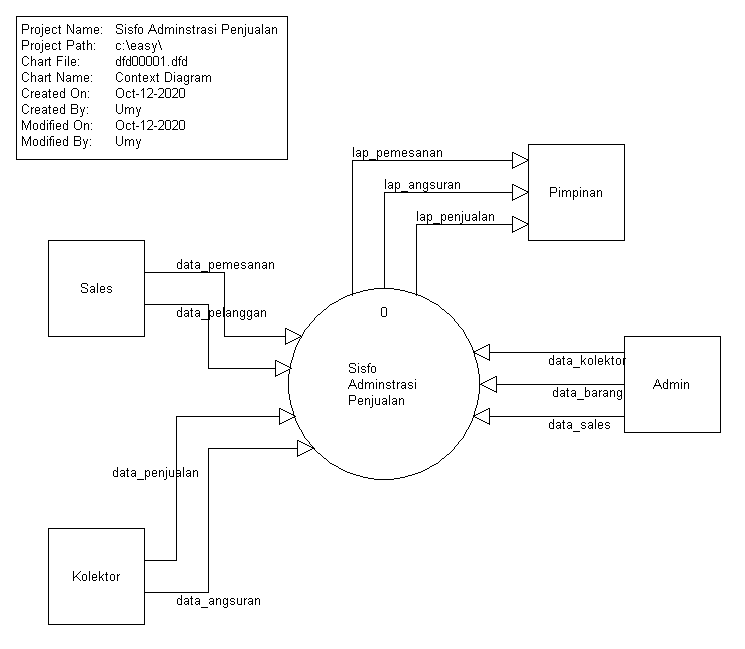 Project Name: Sisfo Adminstrasi Penjualan
Project Path: c:\easy\
Chart File: dfd00001.dfd
Chart Name: Context Diagram
Created On: Oct-12-2020
Created By: Umy
Modified On: Oct-12-2020
Modified By: Umy
lap_pemesanan
lap_angsuran
lap_penjualan
Pimpinan
Sales
data_pemesanan
data_pelanggan
0
Sisfo
Adminstrasi
Penjualan
data_kolektor
data_barang
data_sales
Admin
data_penjualan
Kolektor
data_angsuran